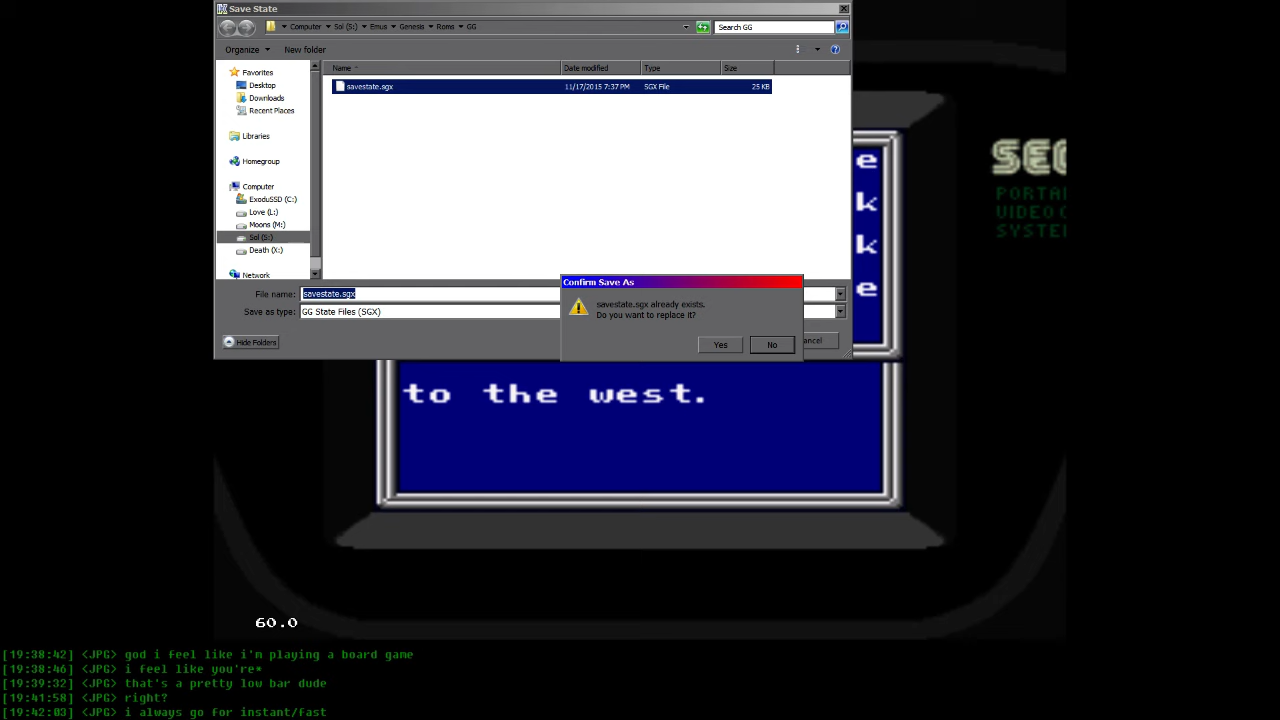 Save State
Computer Sol (S:) Emus Genesis Roms GG
Search GG
Organize
New folder
Name Date modified Type Size
savestate.sgx 11/17/2015 7:37 PM SGX File 25 KB
Favorites
Desktop
Downloads
Recent Places
Libraries
Homegroup
Computer
ExoduSSD (C:)
Love (L:)
Moons (M:)
Sol (S:)
Death (X:)
Network
File name: savestate.sgx
Save as type: GG State Files (SGX)
Hide Folders
Confirm Save As
savestate.sgx already exists.
Do you want to replace it?
Yes
No
ancel
e
k
k
e
to the west.
SEG
PORTA
VIDEO
SYSTE
60.0
[19:38:42] <JPG> god i feel like i'm playing a board game
[19:38:46] <JPG> i feel like you're*
[19:39:32] <JPG> that's a pretty low bar dude
[19:41:58] <JPG> right?
[19:42:03] <JPG> i always go for instant/fast